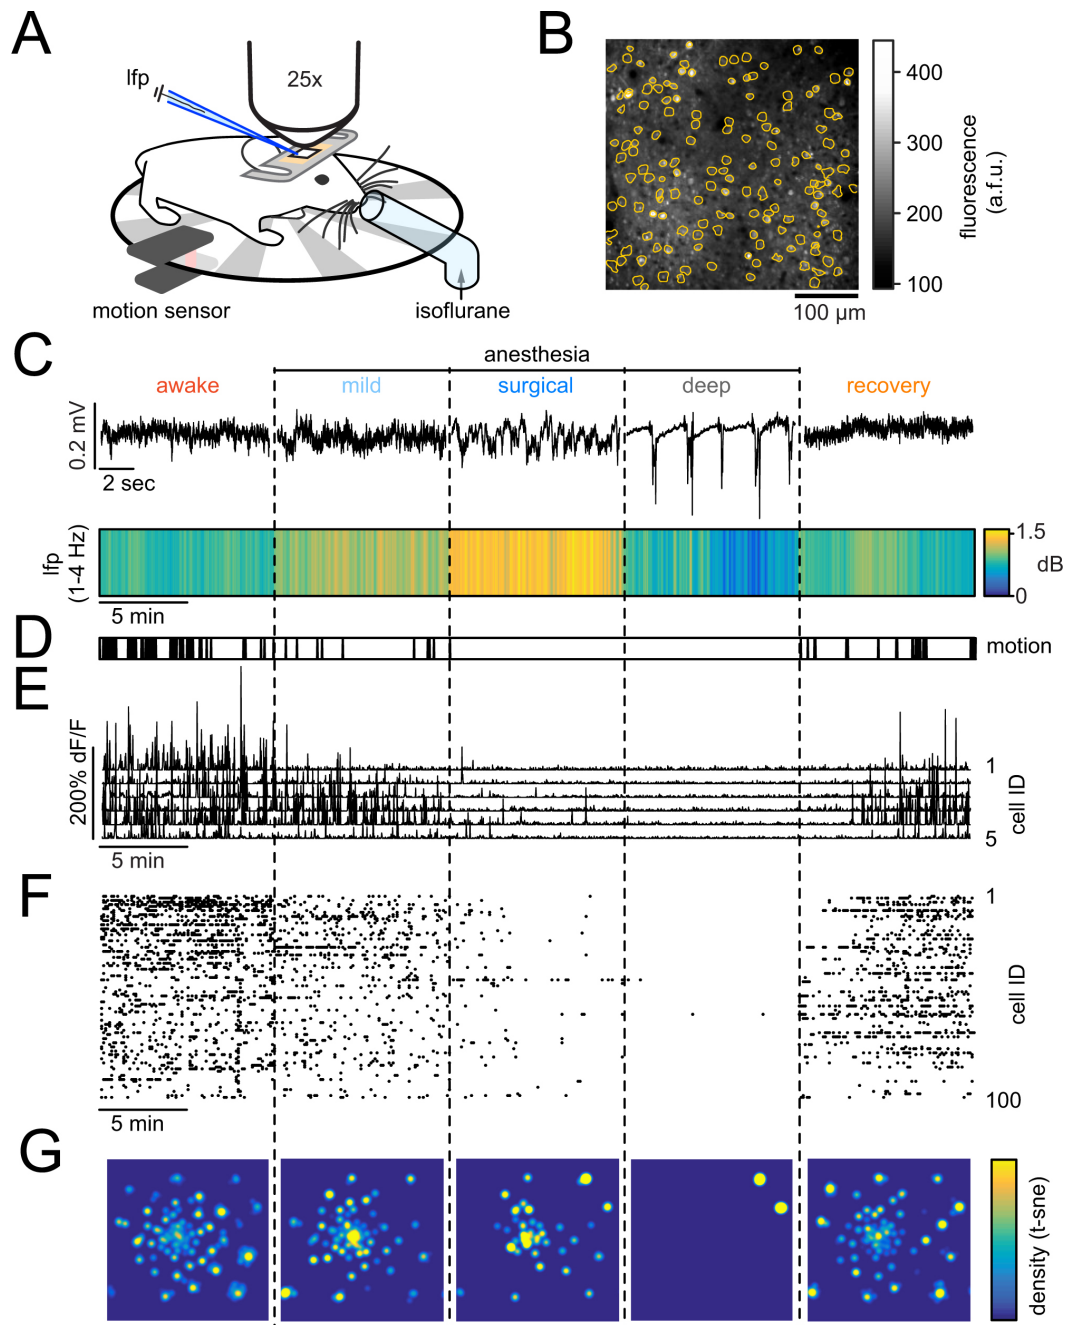 A
lfp
25x
motion sensor
isoflurane
B
400
300
200
100
fluorescence
(a.f.u.)
100 µm
C
anesthesia
awake
mild
surgical
deep
recovery
0.2 mV
2 sec
lfp
(1-4 Hz)
1.5
dB
0
5 min
D
motion
E
200% dF/F
1
cell ID
5
5 min
F
1
cell ID
100
5 min
G
density (t-sne)